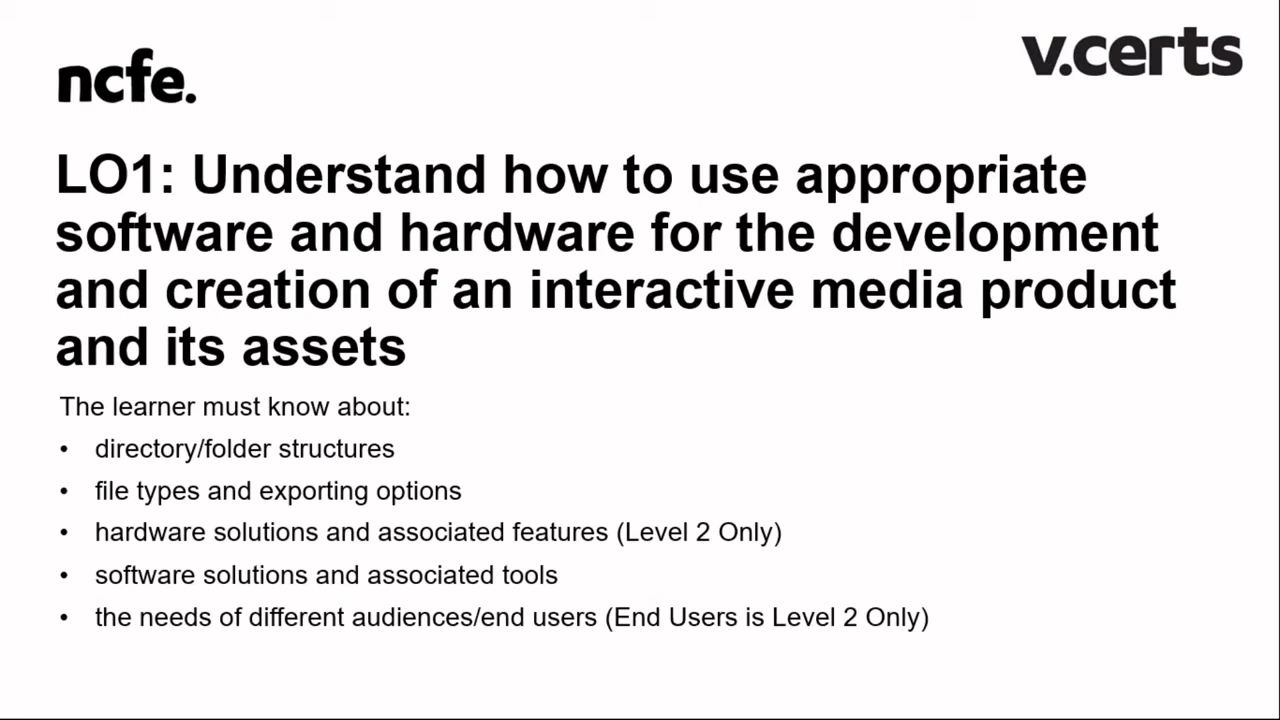 ncfe.
v.certs
LO1: Understand how to use appropriate
software and hardware for the development
and creation of an interactive media product
and its assets
The learner must know about:
• directory/folder structures
• file types and exporting options
• hardware solutions and associated features (Level 2 Only)
• software solutions and associated tools
• the needs of different audiences/end users (End Users is Level 2 Only)